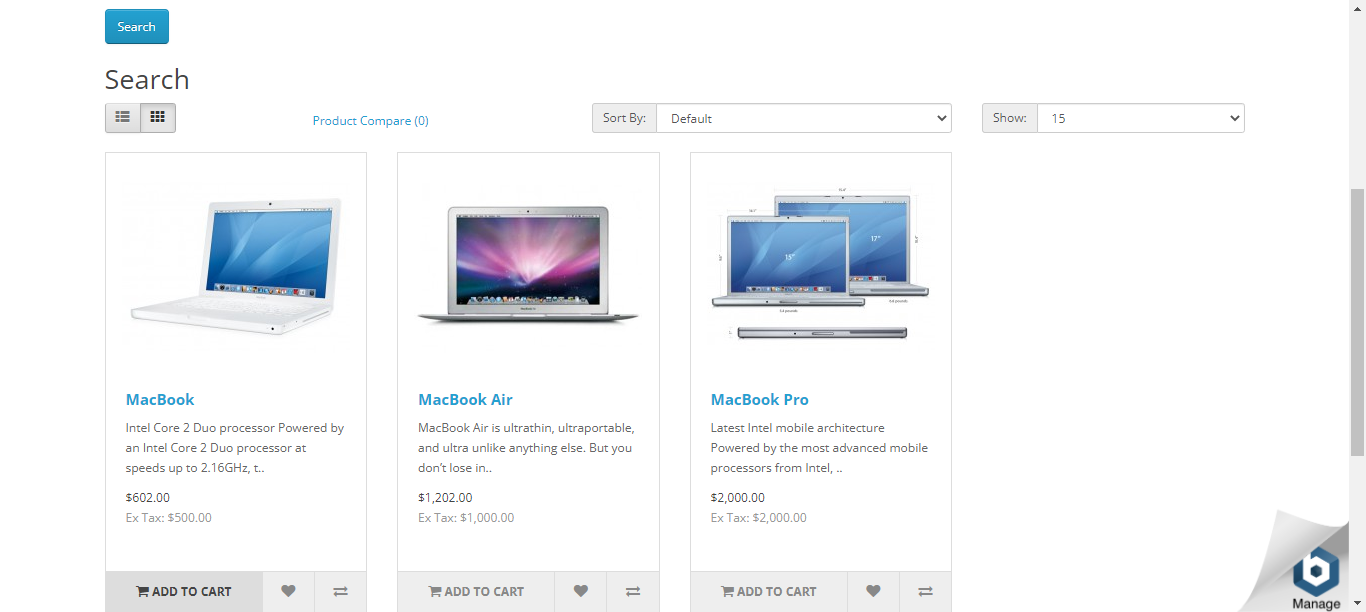 Search
Search
Product Compare (0)
Sort By: Default
Show: 15
15"
17"
MacBook
Intel Core 2 Duo processor Powered by
an Intel Core 2 Duo processor at
speeds up to 2.16GHz, t..
$602.00
Ex Tax: $500.00
ADD TO CART
MacBook Air
MacBook Air is ultrathin, ultraportable,
and ultra unlike anything else. But you
don’t lose in..
$1,202.00
Ex Tax: $1,000.00
ADD TO CART
MacBook Pro
Latest Intel mobile architecture
Powered by the most advanced mobile
processors from Intel, ..
$2,000.00
Ex Tax: $2,000.00
ADD TO CART
Manage